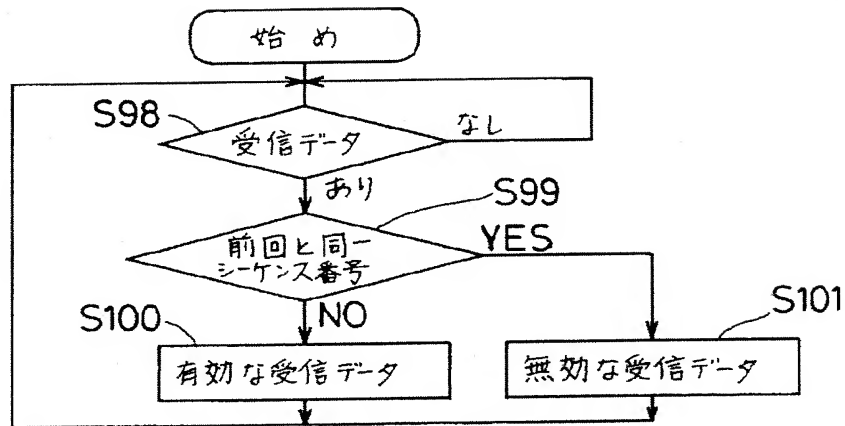 始め
S98
受信データ
なし
あり
S99
前回と同一
シーケンス番号
YES
NO
S100
有効な受信データ
S101
無効な受信データ